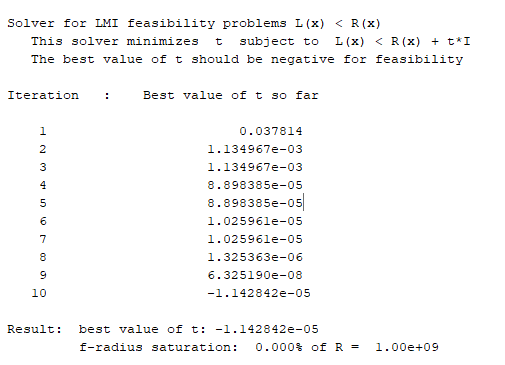 Solver for LMI feasibility problems L(x) < R(x)
This solver minimizes t subject to L(x) < R(x) + t*I
The best value of t should be negative for feasibility
Iteration : Best value of t so far
1 0.037814
2 1.134967e-03
3 1.134967e-03
4 8.898385e-05
5 8.898385e-05
6 1.025961e-05
7 1.025961e-05
8 1.325363e-06
9 6.325190e-08
10 -1.142842e-05
Result: best value of t: -1.142842e-05
f-radius saturation: 0.000% of R = 1.00e+09